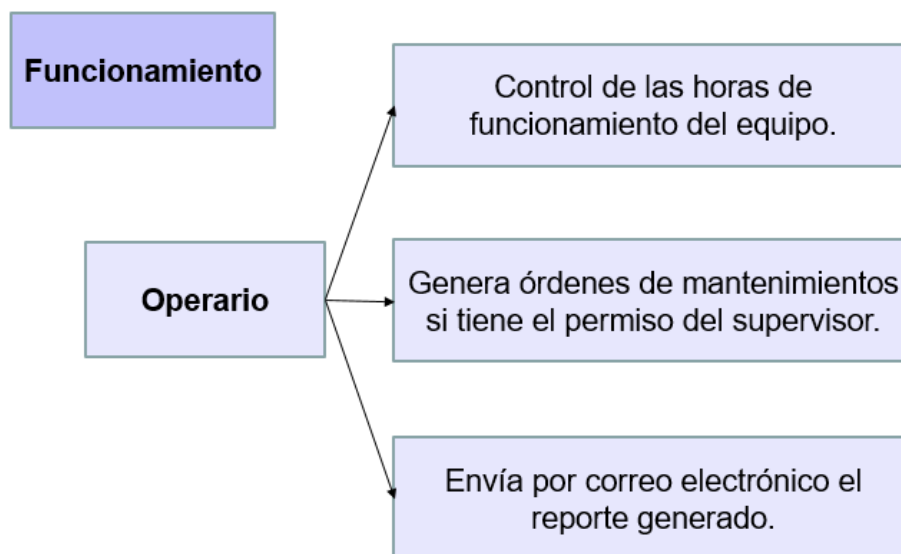 Funcionamiento
Control de las horas de
funcionamiento del equipo.
Operario
Genera órdenes de mantenimientos
si tiene el permiso del supervisor.
Envía por correo electrónico el
reporte generado.